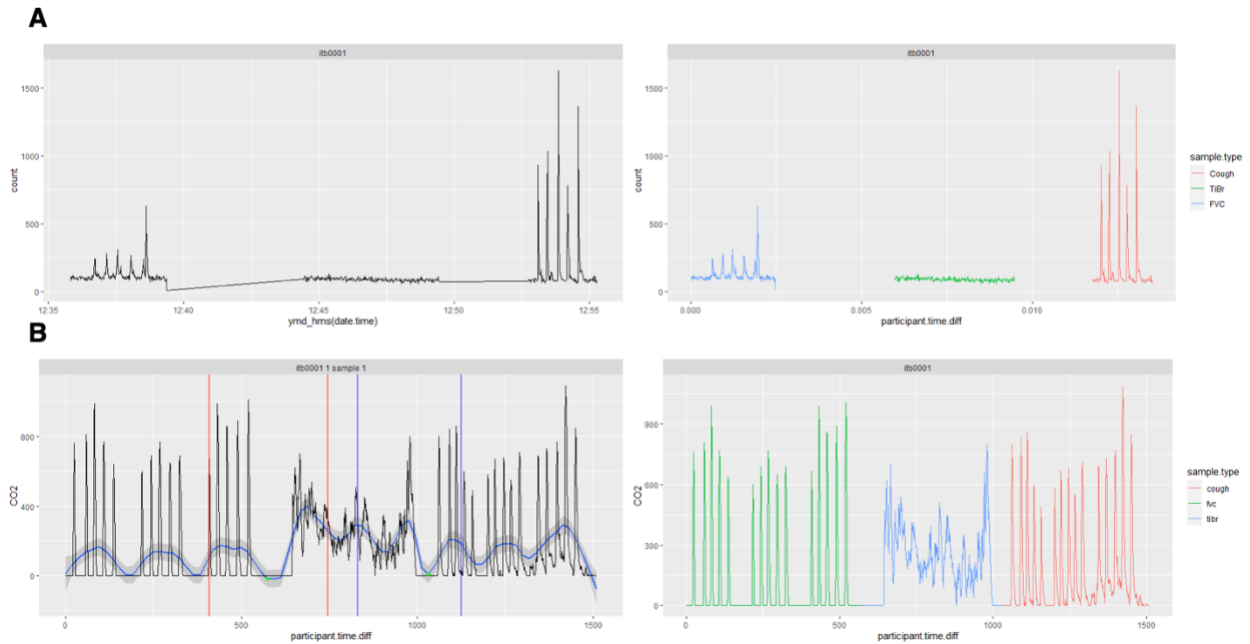 A
itb0001
1500
1000
500
0
count
12:35
12:40
12:45
12:50
12:55
ymd_hms(date.time)
itb0001
1500
1000
500
0
count
0.000
0.005
0.010
participant.time.diff
sample.type
Cough
TiBr
FVC
B
itb0001 1 sample 1
800
400
0
CO2
0
500
1000
1500
participant.time.diff
itb0001
900
600
300
0
CO2
0
500
1000
1500
participant.time.diff
sample.type
cough
fvc
tibr